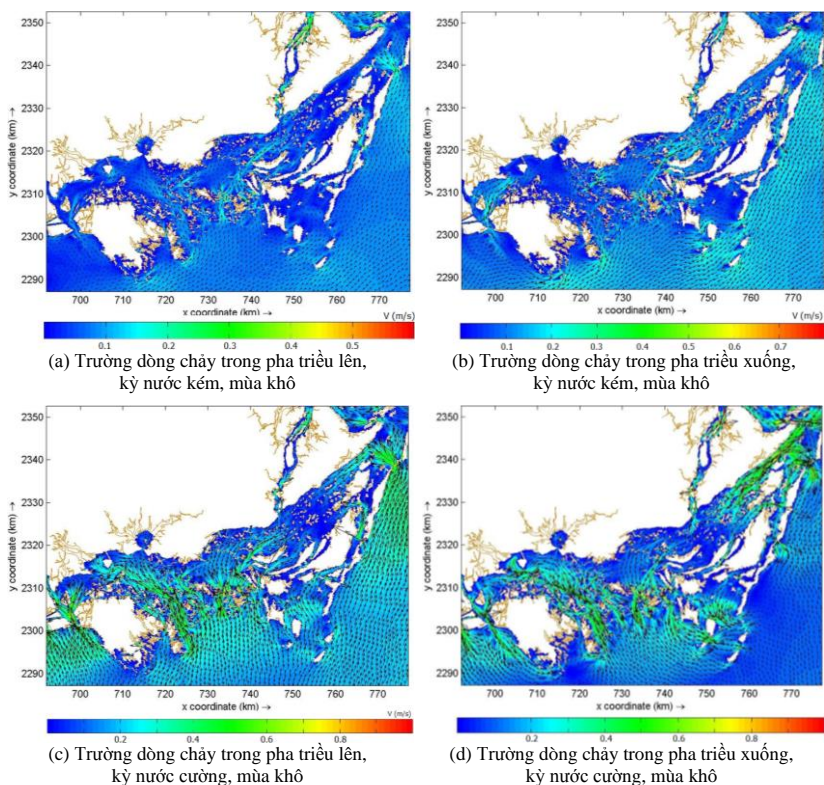 2350
2340
2330
2320
2310
2300
2290
y coordinate (km) →
700 710 720 730 740 750 760 770
x coordinate (km) →
V (m/s)
0.1 0.2 0.3 0.4 0.5
(a) Trường dòng chảy trong pha triều lên,
kỳ nước kém, mùa khô
2350
2340
2330
2320
2310
2300
2290
y coordinate (km) →
700 710 720 730 740 750 760 770
x coordinate (km) →
V (m/s)
0.1 0.2 0.3 0.4 0.5 0.6 0.7
(b) Trường dòng chảy trong pha triều xuống,
kỳ nước kém, mùa khô
2350
2340
2330
2320
2310
2300
2290
y coordinate (km) →
700 710 720 730 740 750 760 770
x coordinate (km) →
V (m/s)
0.2 0.4 0.6 0.8
(c) Trường dòng chảy trong pha triều lên,
kỳ nước cường, mùa khô
2350
2340
2330
2320
2310
2300
2290
y coordinate (km) →
700 710 720 730 740 750 760 770
x coordinate (km) →
0.2 0.4 0.6 0.8
(d) Trường dòng chảy trong pha triều xuống,
kỳ nước cường, mùa khô